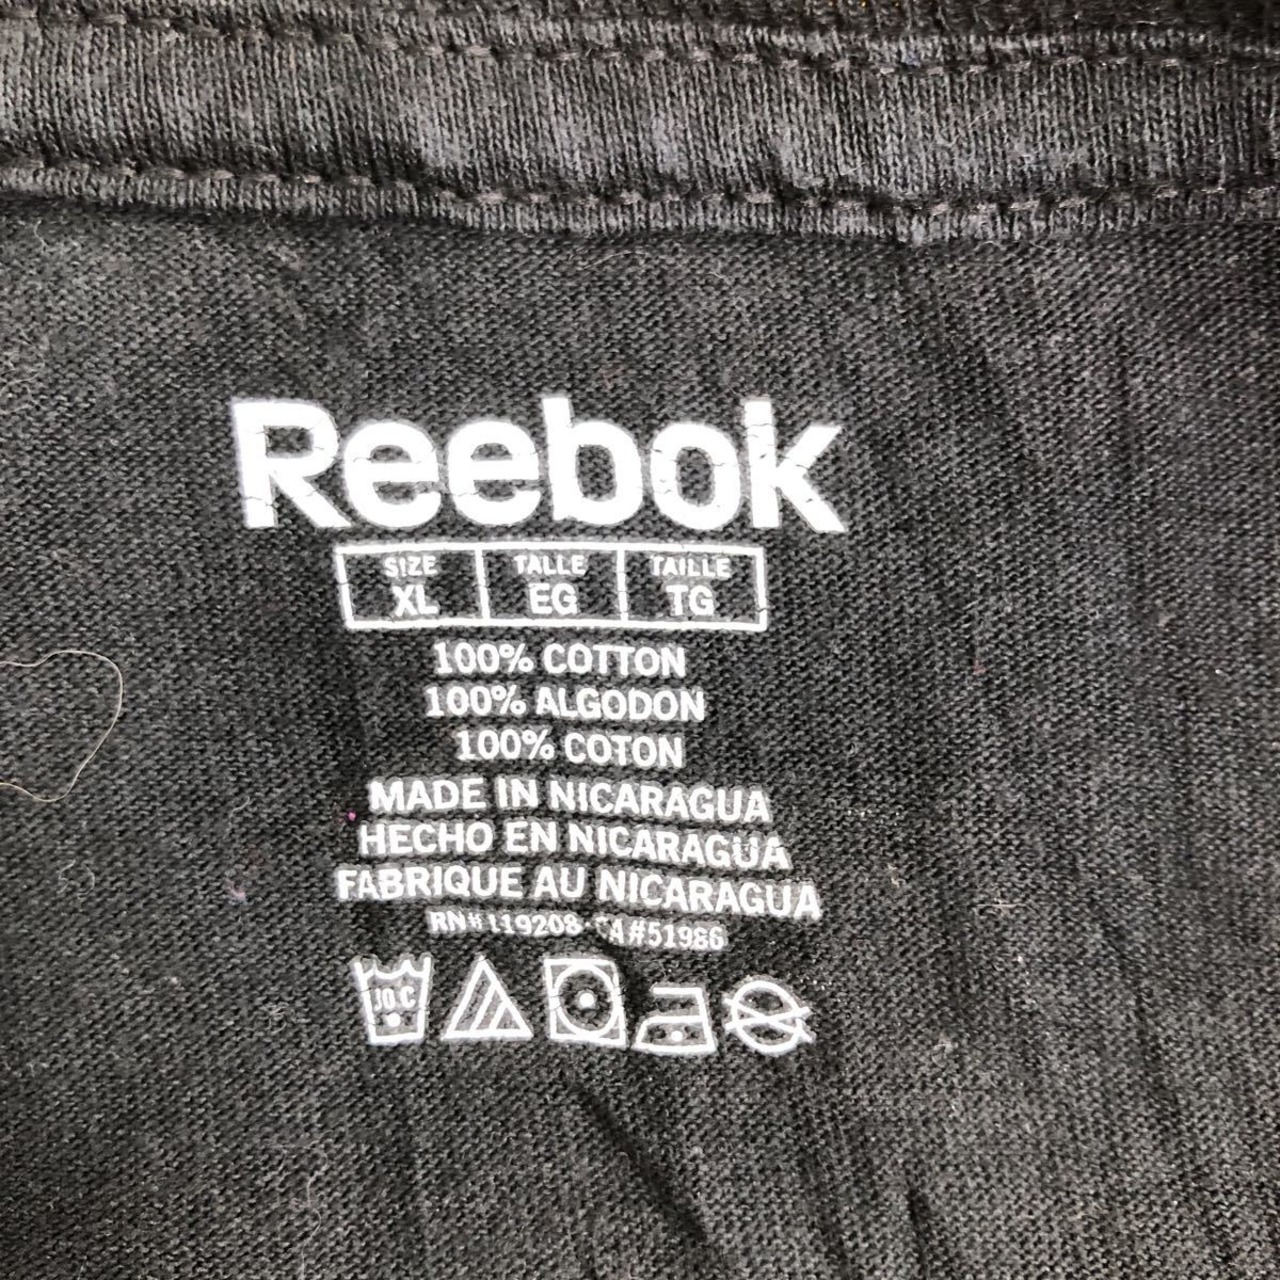 Reebok
SIZE TALLE TAILLE
XL EG TG
100% COTTON
100% ALGODON
100% COTON
MADE IN NICARAGUA
HECHO EN NICARAGUA
FABRIQUE AU NICARAGUA
RN#119208-CA#51986